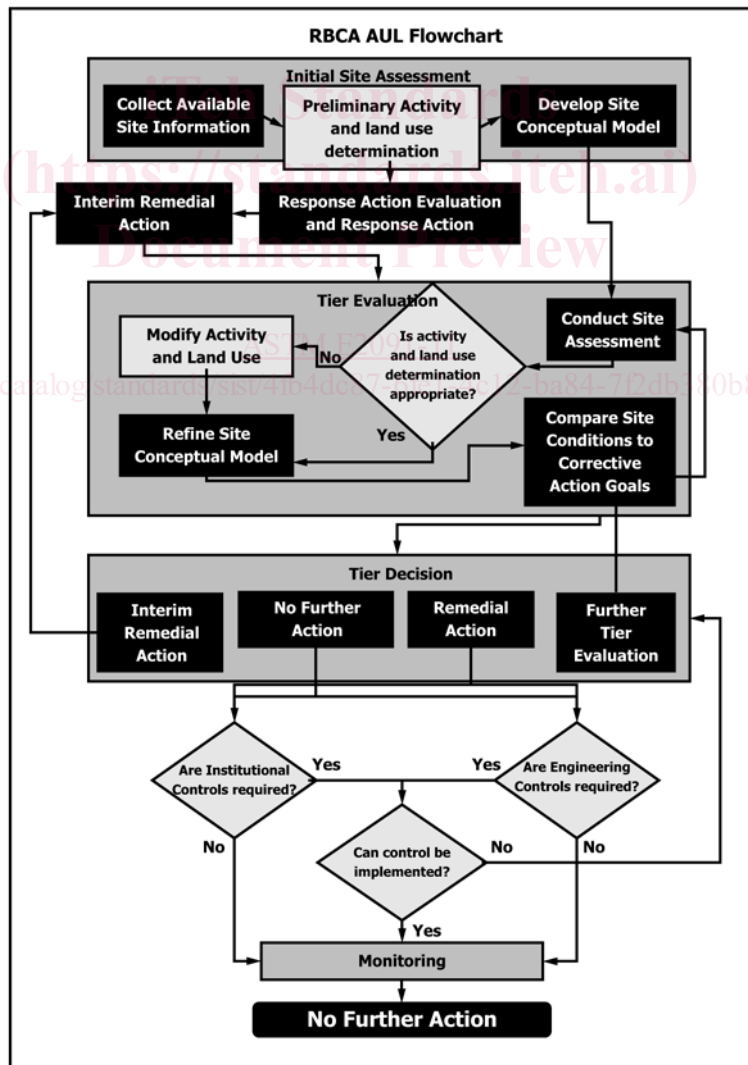 RBCA AUL Flowchart
Initial Site Assessment
Collect Available
Site Information
Preliminary Activity
and land use
determination
Develop Site
Conceptual Model
iTeh Standards
(https://standards.iteh.ai)
Document Preview
Interim Remedial
Action
Response Action Evaluation
and Response Action
Tier Evaluation
Modify Activity
and Land Use
No
Is activity
and land use
determination
appropriate?
Conduct Site
Assessment
Yes
Refine Site
Conceptual Model
Compare Site
Conditions to
Corrective
Action Goals
Tier Decision
Interim
Remedial
Action
No Further
Action
Remedial
Action
Further
Tier
Evaluation
Are Institutional
Controls required?
Yes
Yes
Are Engineering
Controls required?
No
Can control be
implemented?
No
No
Yes
Monitoring
No Further Action